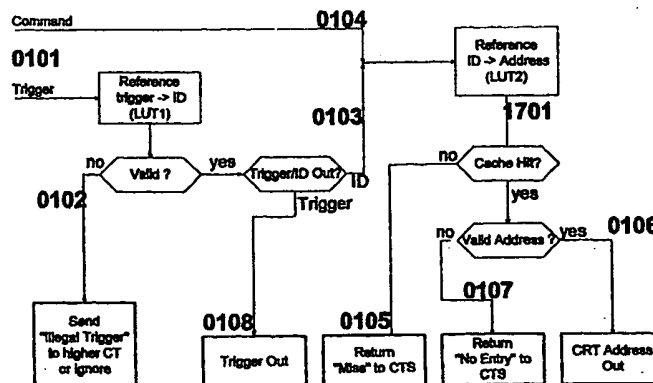 Command
0104
0101
Trigger
Reference
trigger -> ID
(LUT1)
Reference
ID -> Address
(LUT2)
0103
1701
no
Valid ?
yes
Trigger/ID Out?
ID
Trigger
0102
no
Cache Hit?
yes
no
Valid Address ?
yes
0106
0107
0108
0105
Send
"Illegal Trigger"
to higher CT
or ignore
Trigger Out
Return
"Miss" to CTS
Return
"No Entry" to
CTS
CRT Address
Out